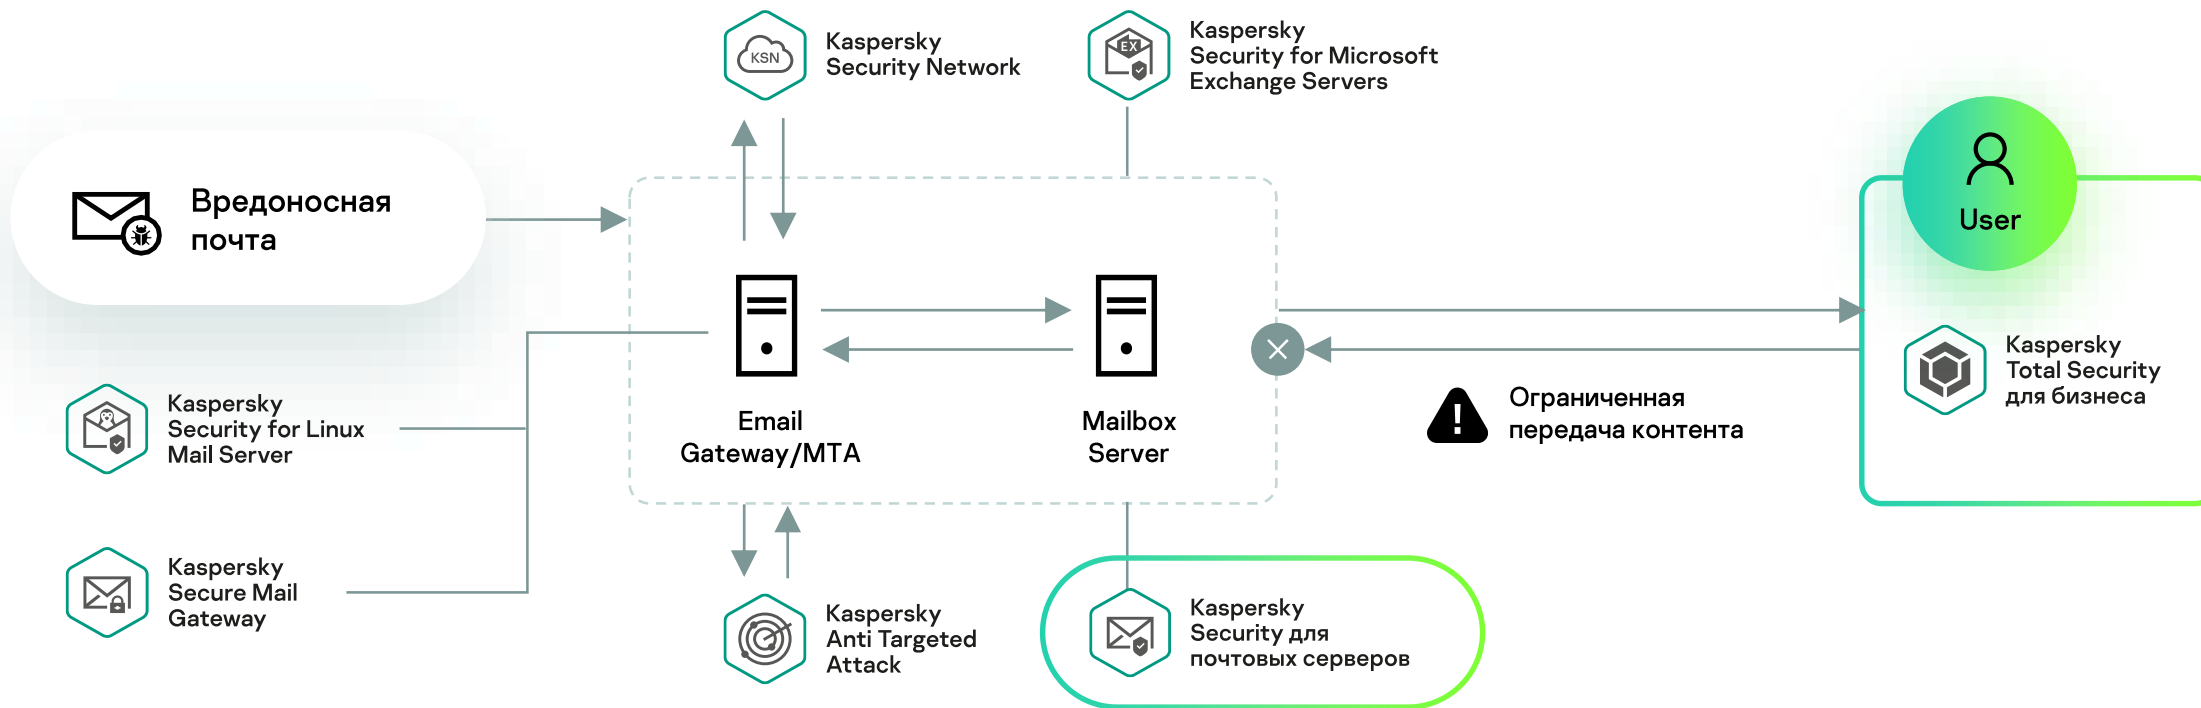 KSN
Kaspersky
Security Network
EX
Kaspersky
Security for Microsoft
Exchange Servers
Вредоносная
почта
User
Kaspersky
Security for Linux
Mail Server
Email
Gateway/MTA
Mailbox
Server
Ограниченная
передача контента
Kaspersky
Total Security
для бизнеса
Kaspersky
Secure Mail
Gateway
Kaspersky
Anti Targeted
Attack
Kaspersky
Security для
почтовых серверов